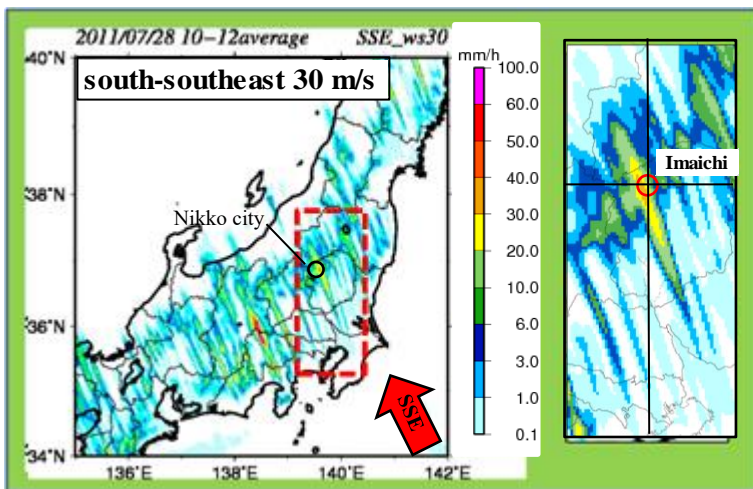 2011/07/28 10-12average SSE_ws30
mm/h
south-southeast 30 m/s
Nikko city
SSE
40°N
38°N
36°N
34°N
136°E
138°E
140°E
142°E
100.0
60.0
40.0
30.0
20.0
10.0
6.0
3.0
1.0
0.1
Imaichi